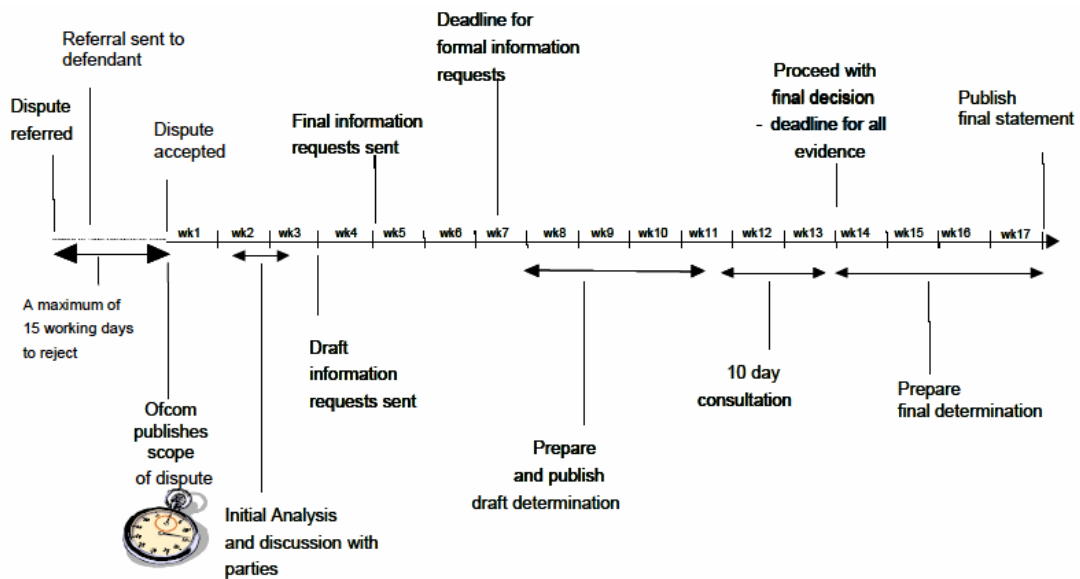 Referral sent to
defendant
Dispute
referred
Dispute
accepted
Final information
requests sent
Deadline for
formal information
requests
Proceed with
final decision
- deadline for all
evidence
Publish
final statement
wk1 wk2 wk3 wk4 wk5 wk6 wk7 wk8 wk9 wk10 wk11 wk12 wk13 wk14 wk15 wk16 wk17
A maximum of
15 working days
to reject
Ofcom
publishes
scope
of dispute
Initial Analysis
and discussion with
parties
Draft
information
requests sent
Prepare
and publish
draft determination
10 day
consultation
Prepare
final determination